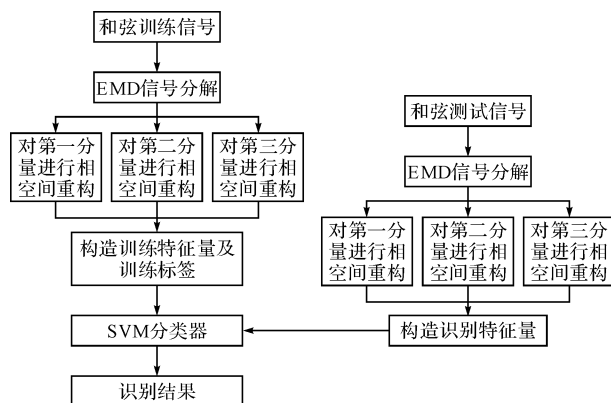 和弦训练信号
EMD信号分解
对第一分
量进行相
空间重构
对第二分
量进行相
空间重构
对第三分
量进行相
空间重构
构造训练特征量及
训练标签
SVM分类器
识别结果
和弦测试信号
EMD信号分解
对第一分
量进行相
空间重构
对第二分
量进行相
空间重构
对第三分
量进行相
空间重构
构造识别特征量